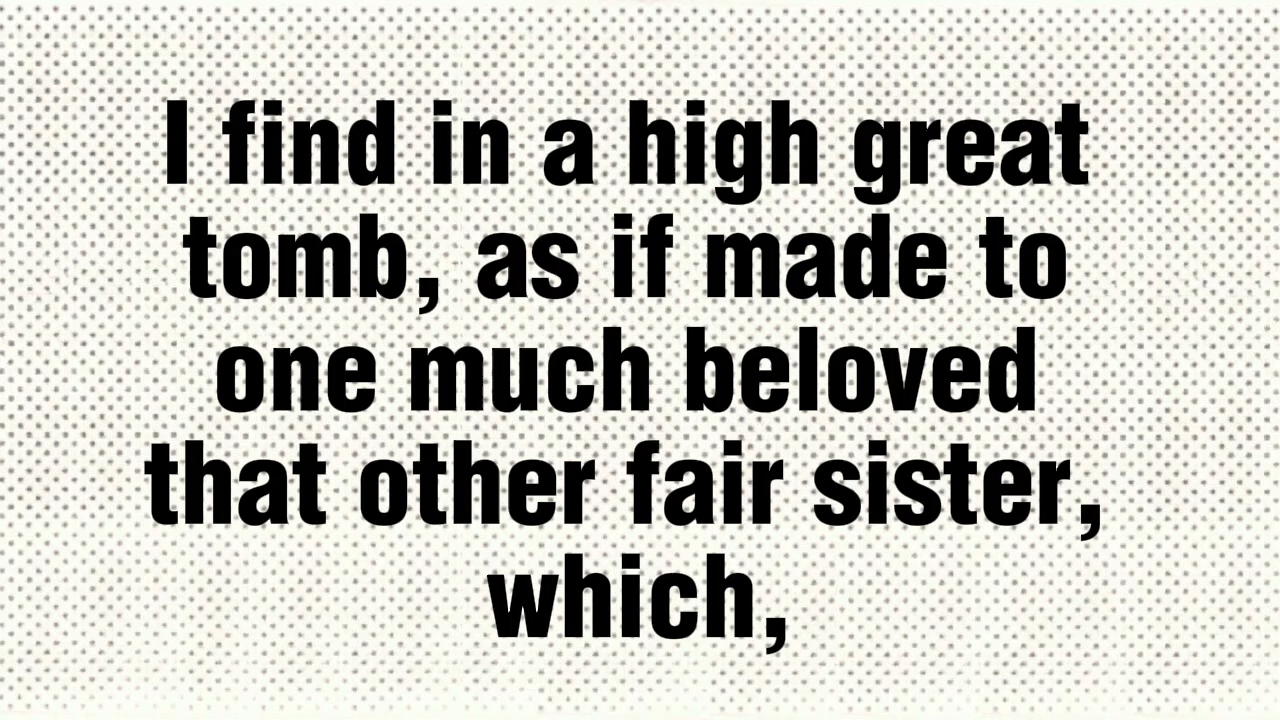 I find in a high great
tomb, as if made to
one much beloved
that other fair sister,
which,